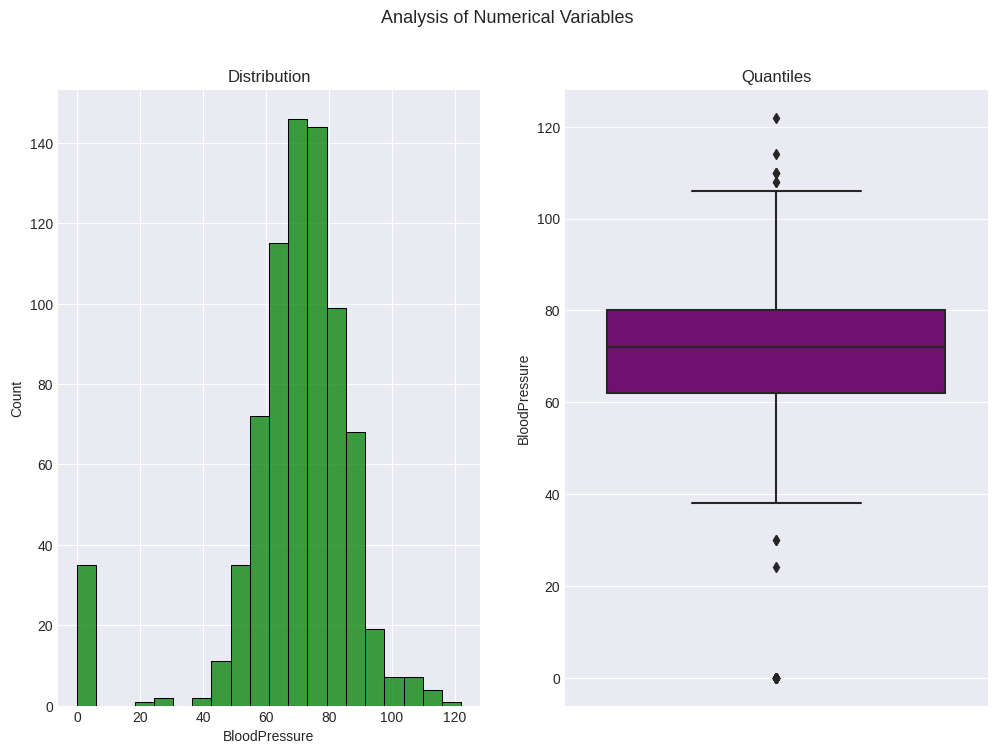 Analysis of Numerical Variables
Distribution
Count
140
120
100
80
60
40
20
0
0 20 40 60 80 100 120
BloodPressure
Quantiles
BloodPressure
120
100
80
60
40
20
0